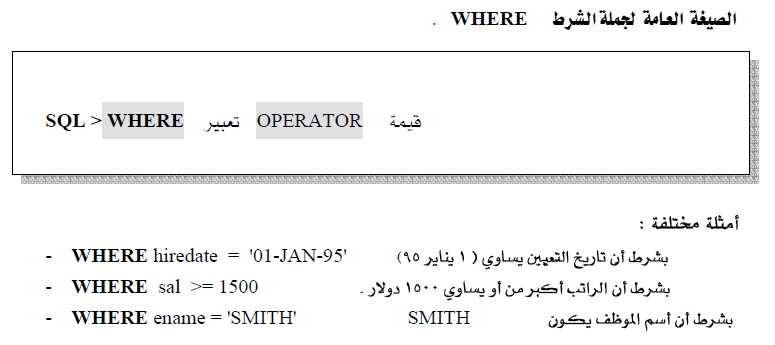 الصيغة العامة لجملة الشرط WHERE .
SQL > WHERE تعبير OPERATOR قيمة
أمثلة مختلفة :
- WHERE hiredate = '01-JAN-95' بشرط أن تاريخ التعيين يساوي ( ١ يناير ٩٥)
- WHERE sal >= 1500 بشرط أن الراتب أكبر من أو يساوي ١٥٠٠ دولار .
- WHERE ename = 'SMITH' بشرط أن أسم الموظف يكون SMITH